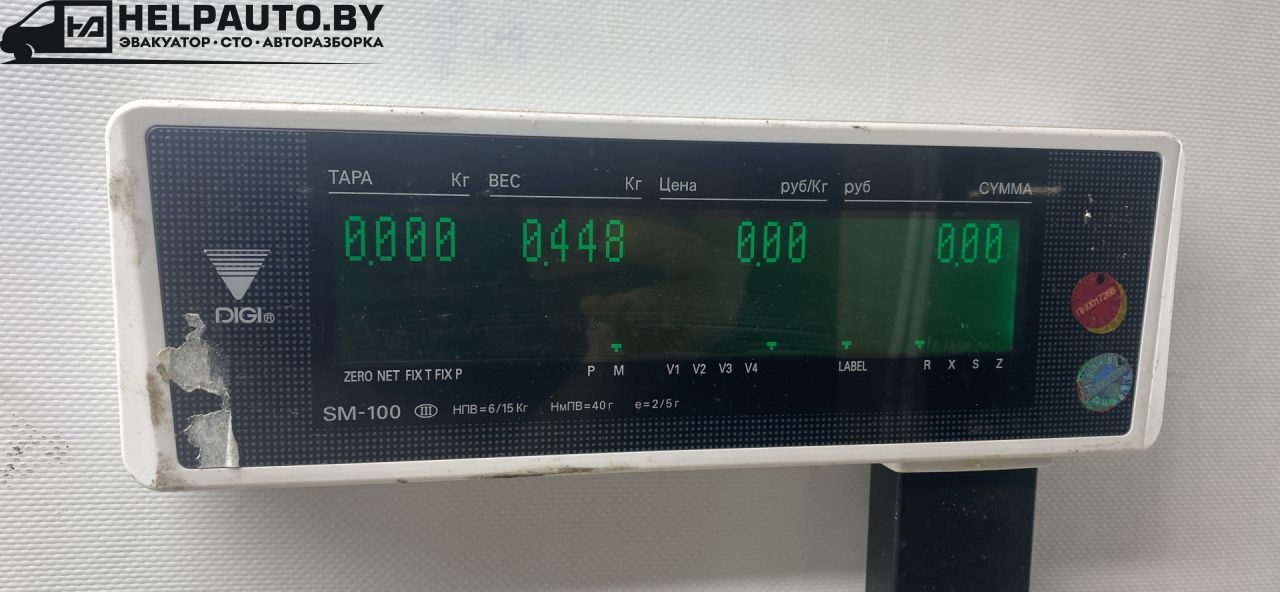 HELPAUTO.BY
ЭВАКУАТОР·СТО·АВТОРАЗБОРКА
ТАРА Кг ВЕС Кг Цена руб/Кг руб СУММА
0.000 0.448 0.00 0.00
DIGI®
ПН0017268
ZERO NET FIX T FIX P P M V1 V2 V3 V4 LABEL R X S Z
SM-100 III НПВ=6/15 Кг НмПВ=40 г е=2/5 г